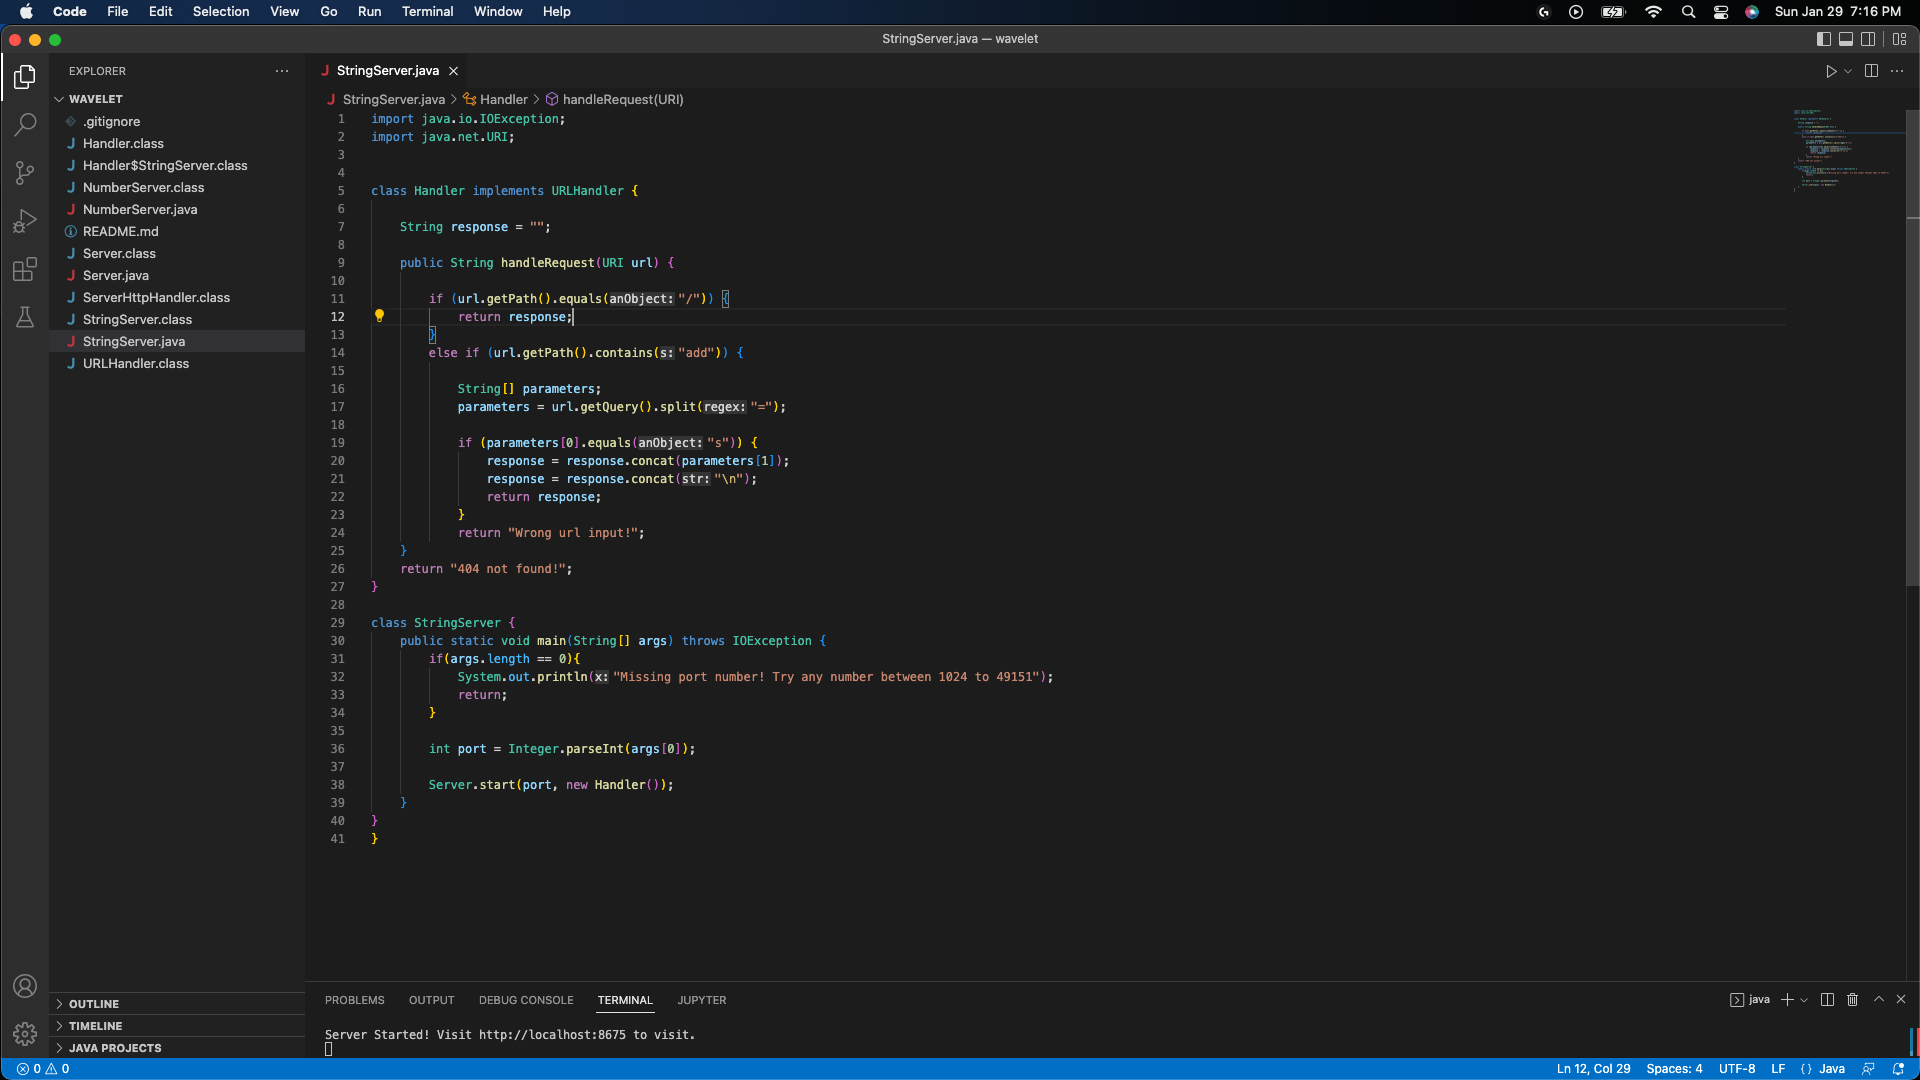 Code File Edit Selection View Go Run Terminal Window Help Sun Jan 29 7:16 PM
StringServer.java — wavelet
EXPLORER
WAVELET
.gitignore
Handler.class
Handler$StringServer.class
NumberServer.class
NumberServer.java
README.md
Server.class
Server.java
ServerHttpHandler.class
StringServer.class
StringServer.java
URLHandler.class
OUTLINE
TIMELINE
JAVA PROJECTS
StringServer.java
StringServer.java > Handler > handleRequest(URI)
1 import java.io.IOException;
2 import java.net.URI;
3
4
5 class Handler implements URLHandler {
6
7 String response = "";
8
9 public String handleRequest(URI url) {
10
11 if (url.getPath().equals(anObject: "/")) {
12 return response;
13 }
14 else if (url.getPath().contains(s: "add")) {
15
16 String[] parameters;
17 parameters = url.getQuery().split(regex: "=");
18
19 if (parameters[0].equals(anObject: "s")) {
20 response = response.concat(parameters[1]);
21 response = response.concat(str: "\n");
22 return response;
23 }
24 return "Wrong url input!";
25 }
26 return "404 not found!";
27 }
28
29 class StringServer {
30 public static void main(String[] args) throws IOException {
31 if(args.length == 0){
32 System.out.println(x: "Missing port number! Try any number between 1024 to 49151");
33 return;
34 }
35
36 int port = Integer.parseInt(args[0]);
37
38 Server.start(port, new Handler());
39 }
40 }
41 }
PROBLEMS OUTPUT DEBUG CONSOLE TERMINAL JUPYTER java
Server Started! Visit http://localhost:8675 to visit.
0 0 Ln 12, Col 29 Spaces: 4 UTF-8 LF {} Java